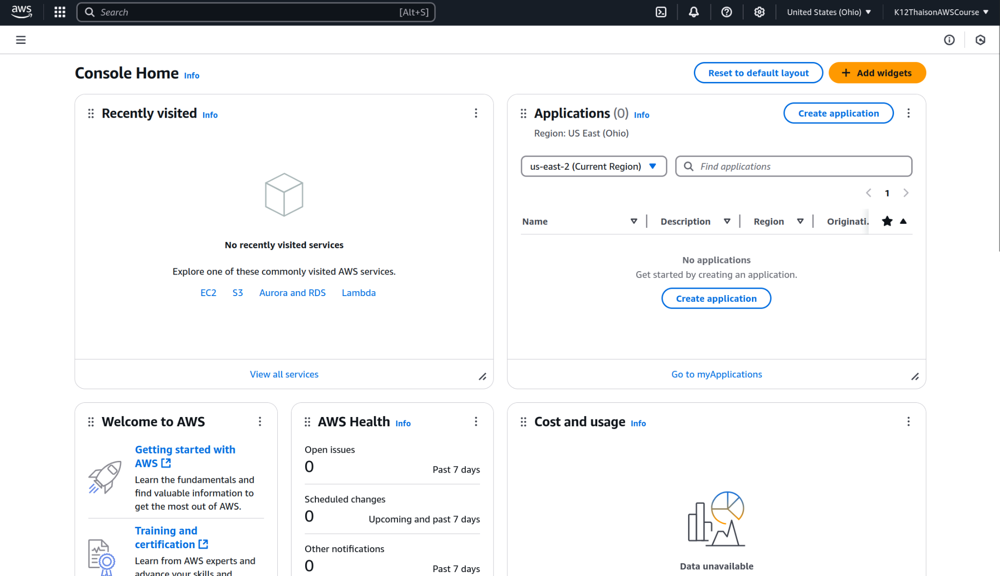 aws
Search [Alt+S]
United States (Ohio)
K12ThaisonAWSCourse
Console Home Info
Reset to default layout
Add widgets
Recently visited Info
No recently visited services
Explore one of these commonly visited AWS services.
EC2 S3 Aurora and RDS Lambda
View all services
Applications (0) Info
Create application
Region: US East (Ohio)
us-east-2 (Current Region)
Find applications
1
Name Description Region Originati.
No applications
Get started by creating an application.
Create application
Go to myApplications
Welcome to AWS
Getting started with
AWS
Learn the fundamentals and
find valuable information to
get the most out of AWS.
Training and
certification
Learn from AWS experts and
advance your skills and
AWS Health Info
Open issues
0
Past 7 days
Scheduled changes
0
Upcoming and past 7 days
Other notifications
0
Past 7 days
Cost and usage Info
Data unavailable